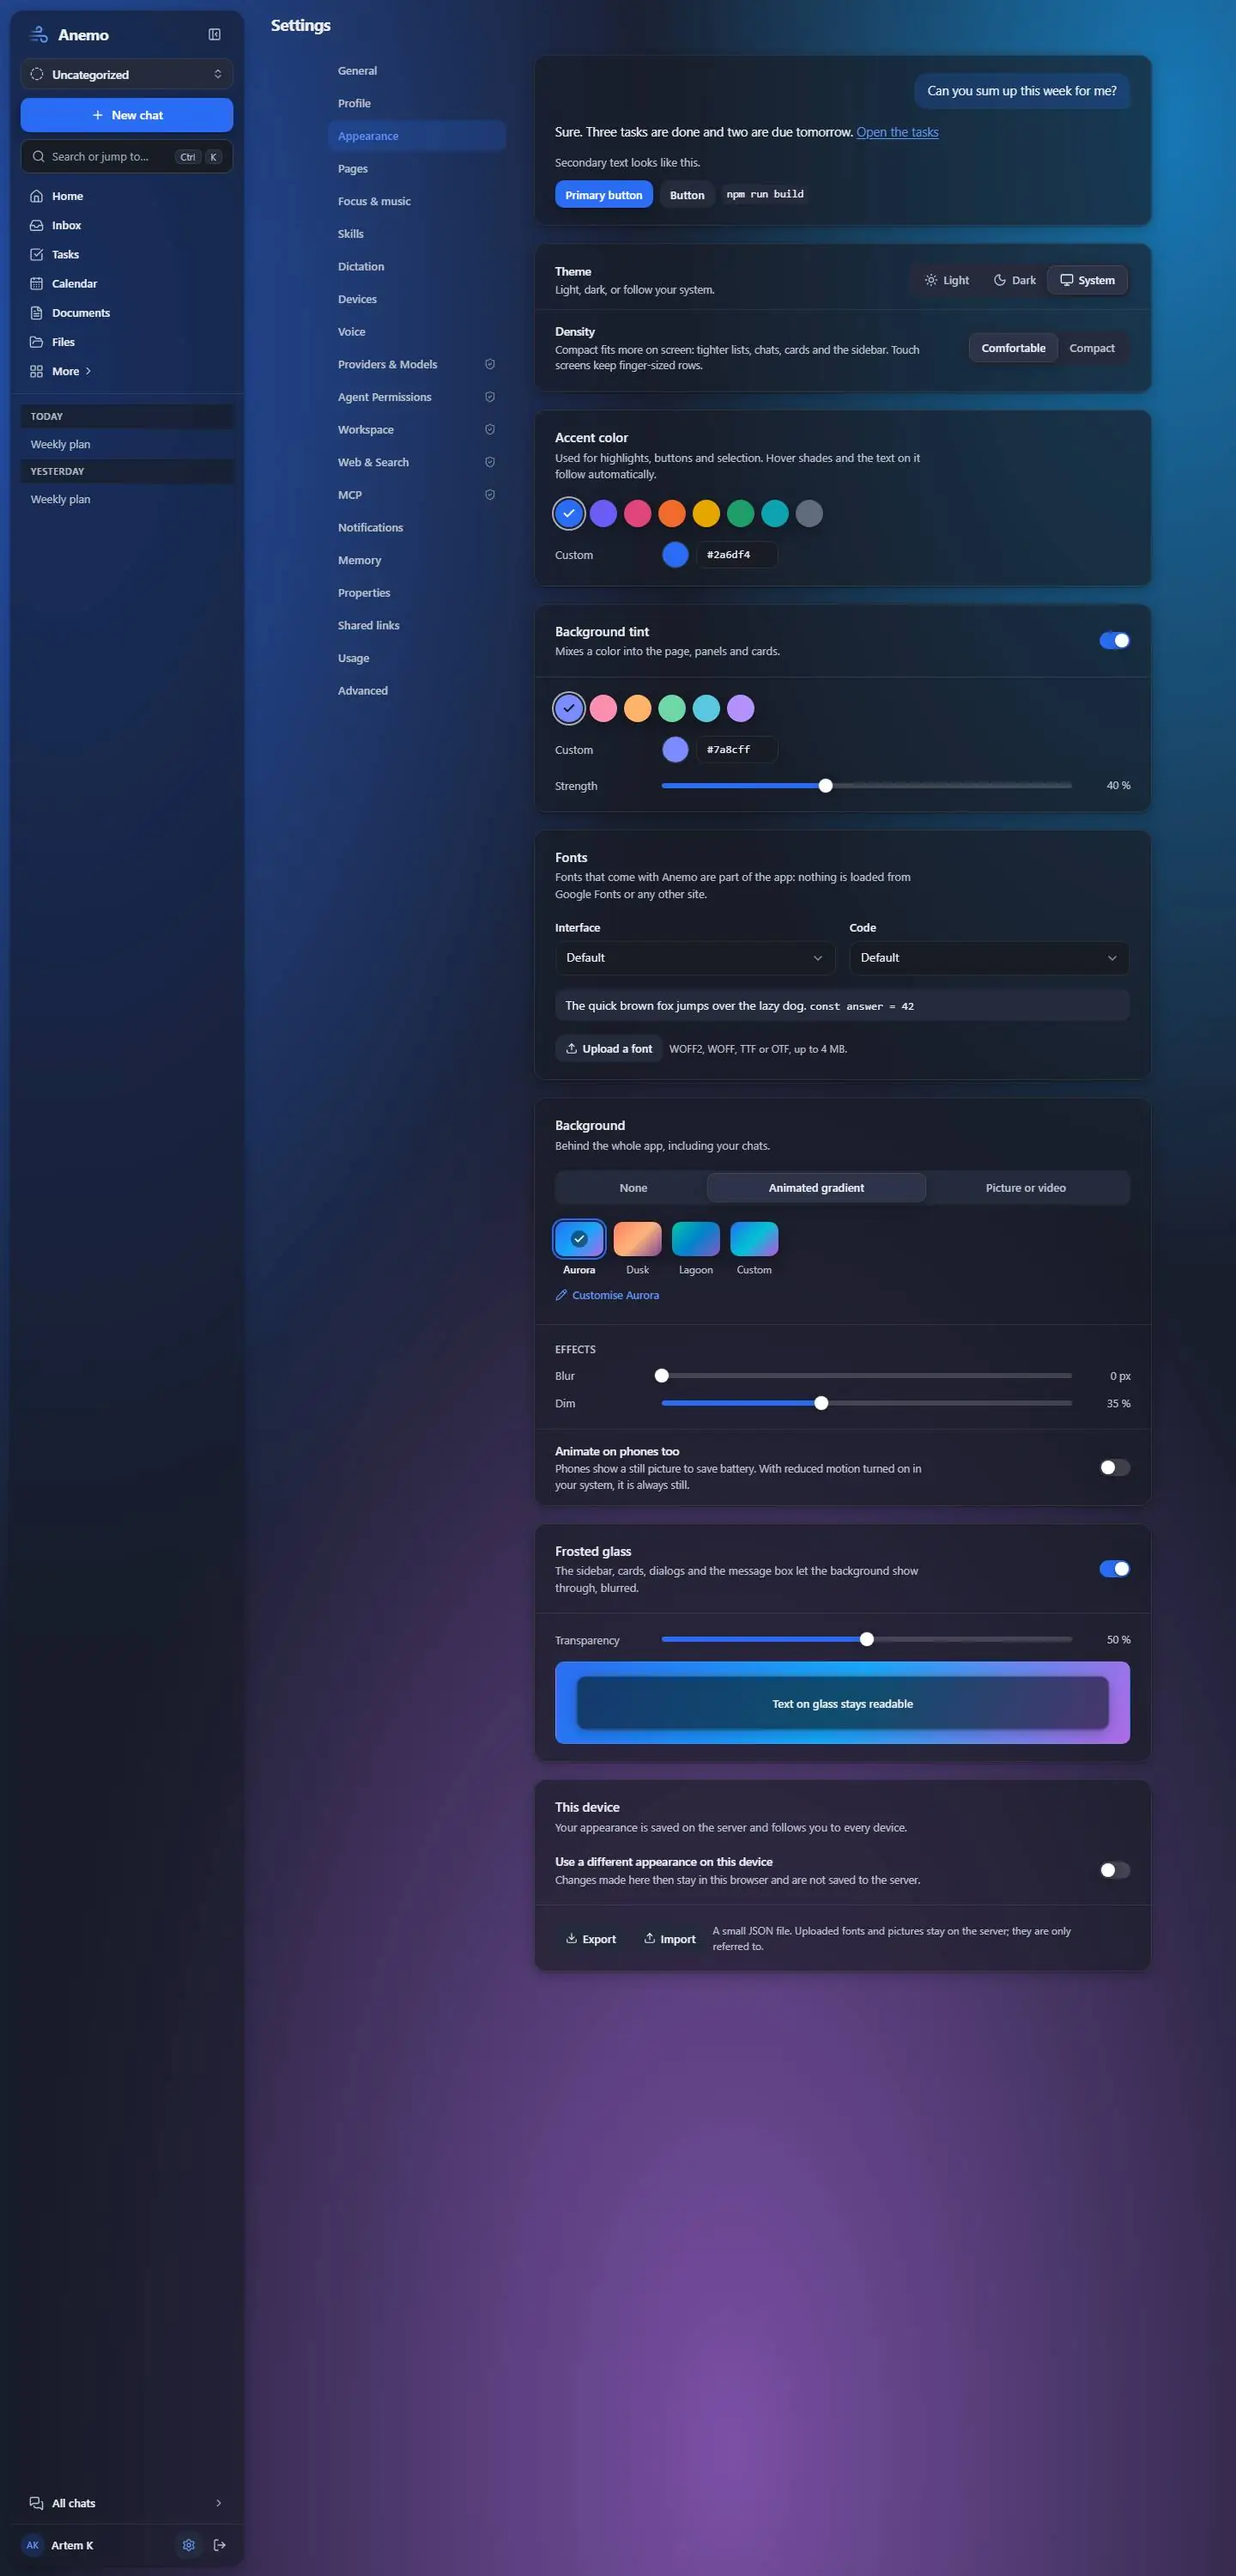 Anemo
Uncategorized
New chat
Search or jump to... Ctrl K
Home
Inbox
Tasks
Calendar
Documents
Files
More
TODAY
Weekly plan
YESTERDAY
Weekly plan
All chats
AK Artem K
Settings
General
Profile
Appearance
Pages
Focus & music
Skills
Dictation
Devices
Voice
Providers & Models
Agent Permissions
Workspace
Web & Search
MCP
Notifications
Memory
Properties
Shared links
Usage
Advanced
Can you sum up this week for me?
Sure. Three tasks are done and two are due tomorrow. Open the tasks
Secondary text looks like this.
Primary button Button npm run build
Theme
Light, dark, or follow your system.
Light Dark System
Density
Compact fits more on screen: tighter lists, chats, cards and the sidebar. Touch
screens keep finger-sized rows.
Comfortable Compact
Accent color
Used for highlights, buttons and selection. Hover shades and the text on it
follow automatically.
Custom #2a6df4
Background tint
Mixes a color into the page, panels and cards.
Custom #7a8cff
Strength 40 %
Fonts
Fonts that come with Anemo are part of the app: nothing is loaded from
Google Fonts or any other site.
Interface Code
Default Default
The quick brown fox jumps over the lazy dog. const answer = 42
Upload a font WOFF2, WOFF, TTF or OTF, up to 4 MB.
Background
Behind the whole app, including your chats.
None Animated gradient Picture or video
Aurora Dusk Lagoon Custom
Customise Aurora
EFFECTS
Blur 0 px
Dim 35 %
Animate on phones too
Phones show a still picture to save battery. With reduced motion turned on in
your system, it is always still.
Frosted glass
The sidebar, cards, dialogs and the message box let the background show
through, blurred.
Transparency 50 %
Text on glass stays readable
This device
Your appearance is saved on the server and follows you to every device.
Use a different appearance on this device
Changes made here then stay in this browser and are not saved to the server.
Export Import
A small JSON file. Uploaded fonts and pictures stay on the server; they are only
referred to.